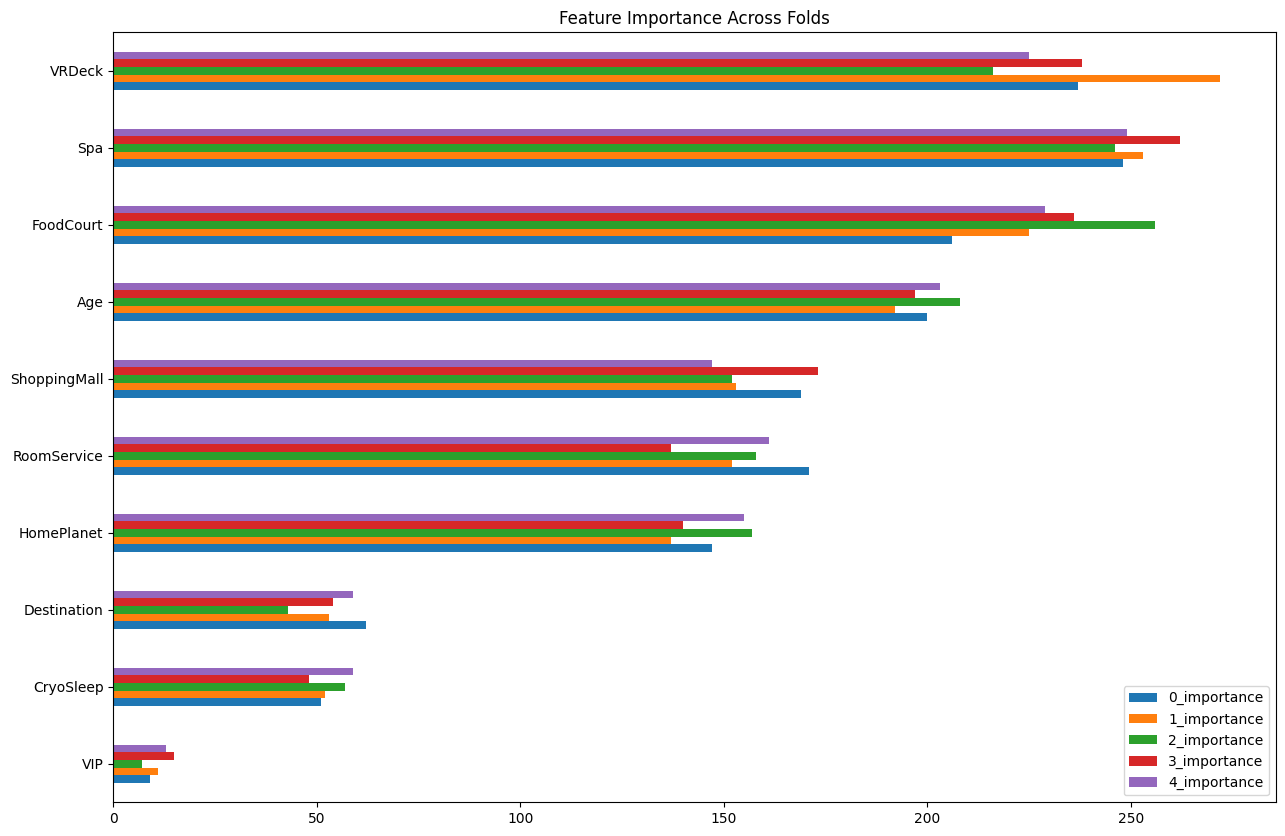 Feature Importance Across Folds
VRDeck
Spa
FoodCourt
Age
ShoppingMall
RoomService
HomePlanet
Destination
CryoSleep
VIP
0_importance
1_importance
2_importance
3_importance
4_importance
0 50 100 150 200 250